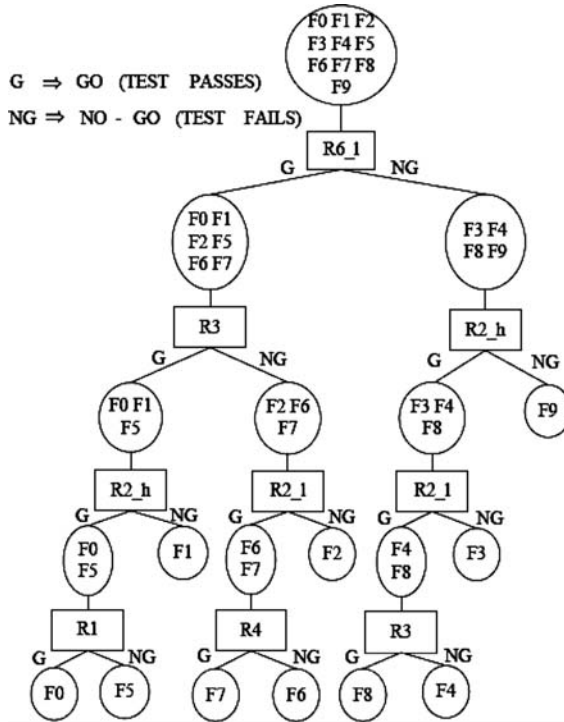 F0 F1 F2
F3 F4 F5
F6 F7 F8
F9
G ⇒ GO (TEST PASSES)
NG ⇒ NO - GO (TEST FAILS)
R6_1
G NG
F0 F1
F2 F5
F6 F7
F3 F4
F8 F9
R3
R2_h
G NG
G NG
F0 F1
F5
F2 F6
F7
F3 F4
F8
F9
R2_h
R2_1
R2_1
G NG
G NG
G NG
F0
F5
F1
F6
F7
F2
F4
F8
F3
R1
R4
R3
G NG
G NG
G NG
F0
F5
F7
F6
F8
F4